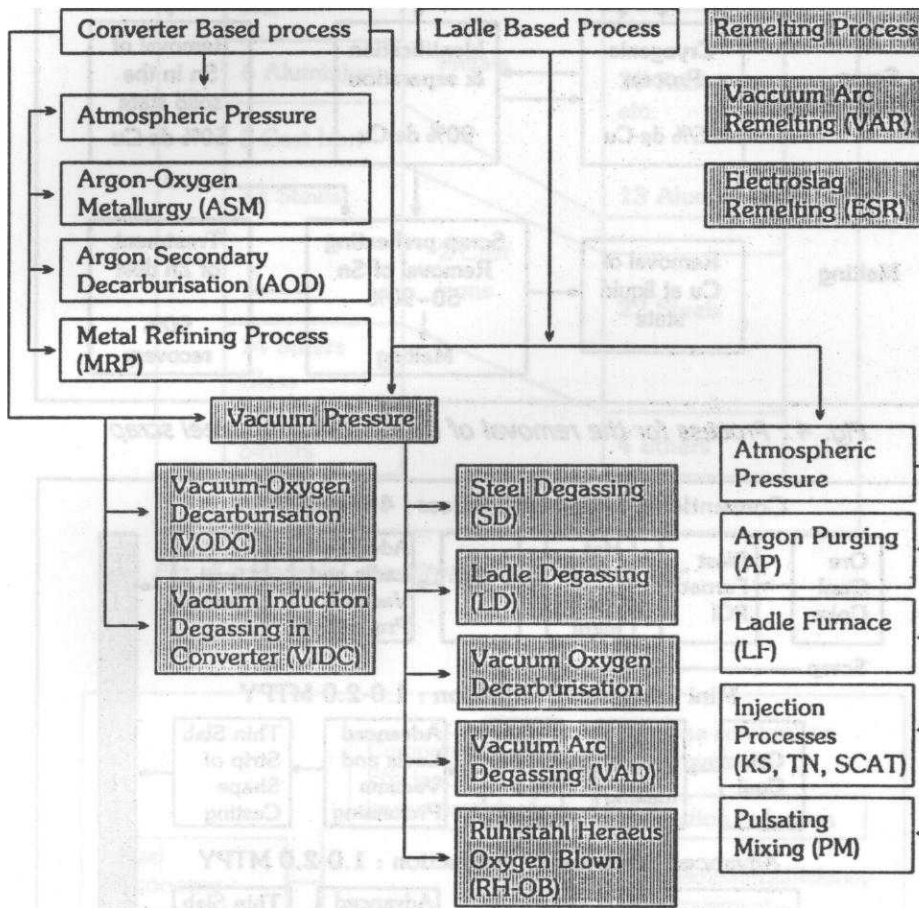 Converter Based process
Ladle Based Process
Remelting Process
Vaccuum Arc
Remelting (VAR)
Electroslag
Remelting (ESR)
Atmospheric Pressure
Argon-Oxygen
Metallurgy (ASM)
Argon Secondary
Decarburisation (AOD)
Metal Refining Process
(MRP)
Vacuum Pressure
Vacuum-Oxygen
Decarburisation
(VODC)
Vacuum Induction
Degassing in
Converter (VIDC)
Steel Degassing
(SD)
Ladle Degassing
(LD)
Vacuum Oxygen
Decarburisation
Vacuum Arc
Degassing (VAD)
Ruhrstahl Heraeus
Oxygen Blown
(RH-OB)
Atmospheric
Pressure
Argon Purging
(AP)
Ladle Furnace
(LF)
Injection
Processes
(KS, TN, SCAT)
Pulsating
Mixing (PM)